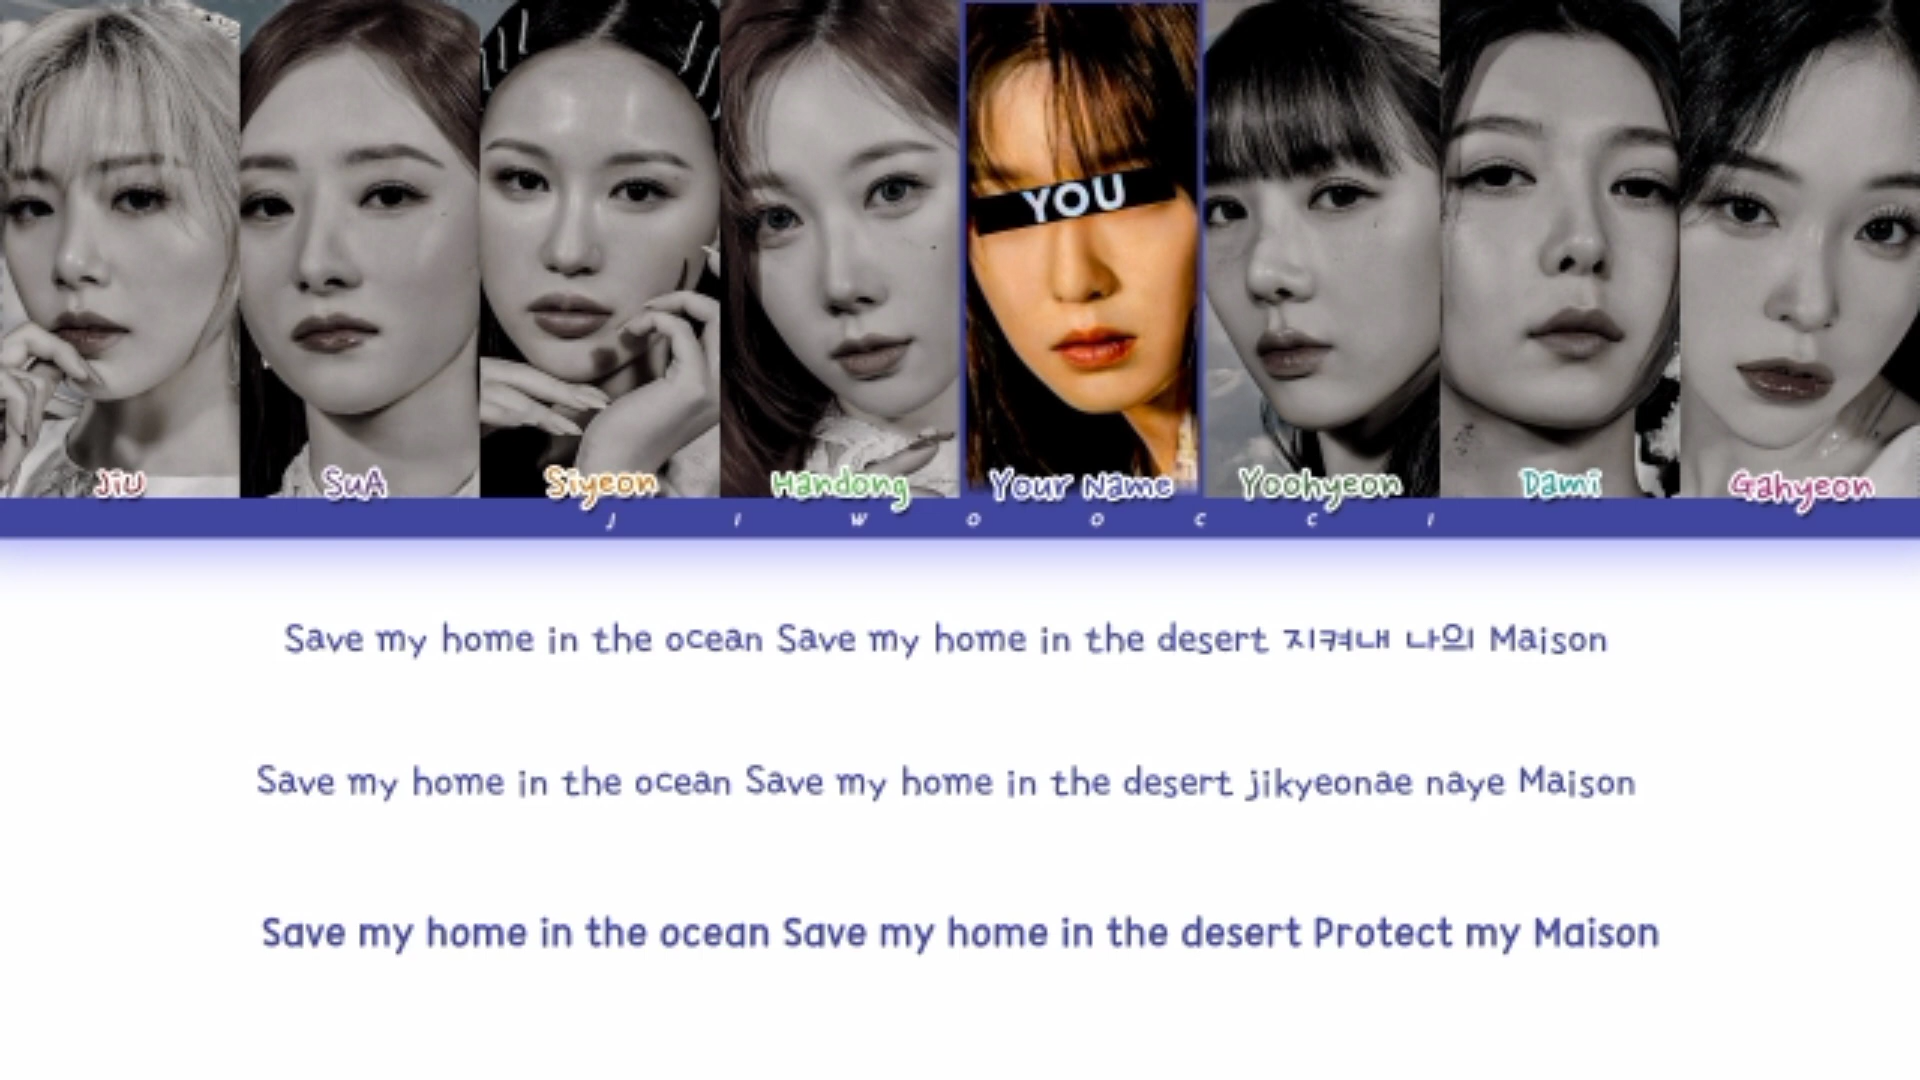 YOU
JiU SuA Siyeon Handong Your Name Yoohyeon Dami Gahyeon
J I W O O C C I
Save my home in the ocean Save my home in the desert 지켜내 나의 Maison
Save my home in the ocean Save my home in the desert jikyeonae naye Maison
Save my home in the ocean Save my home in the desert Protect my Maison